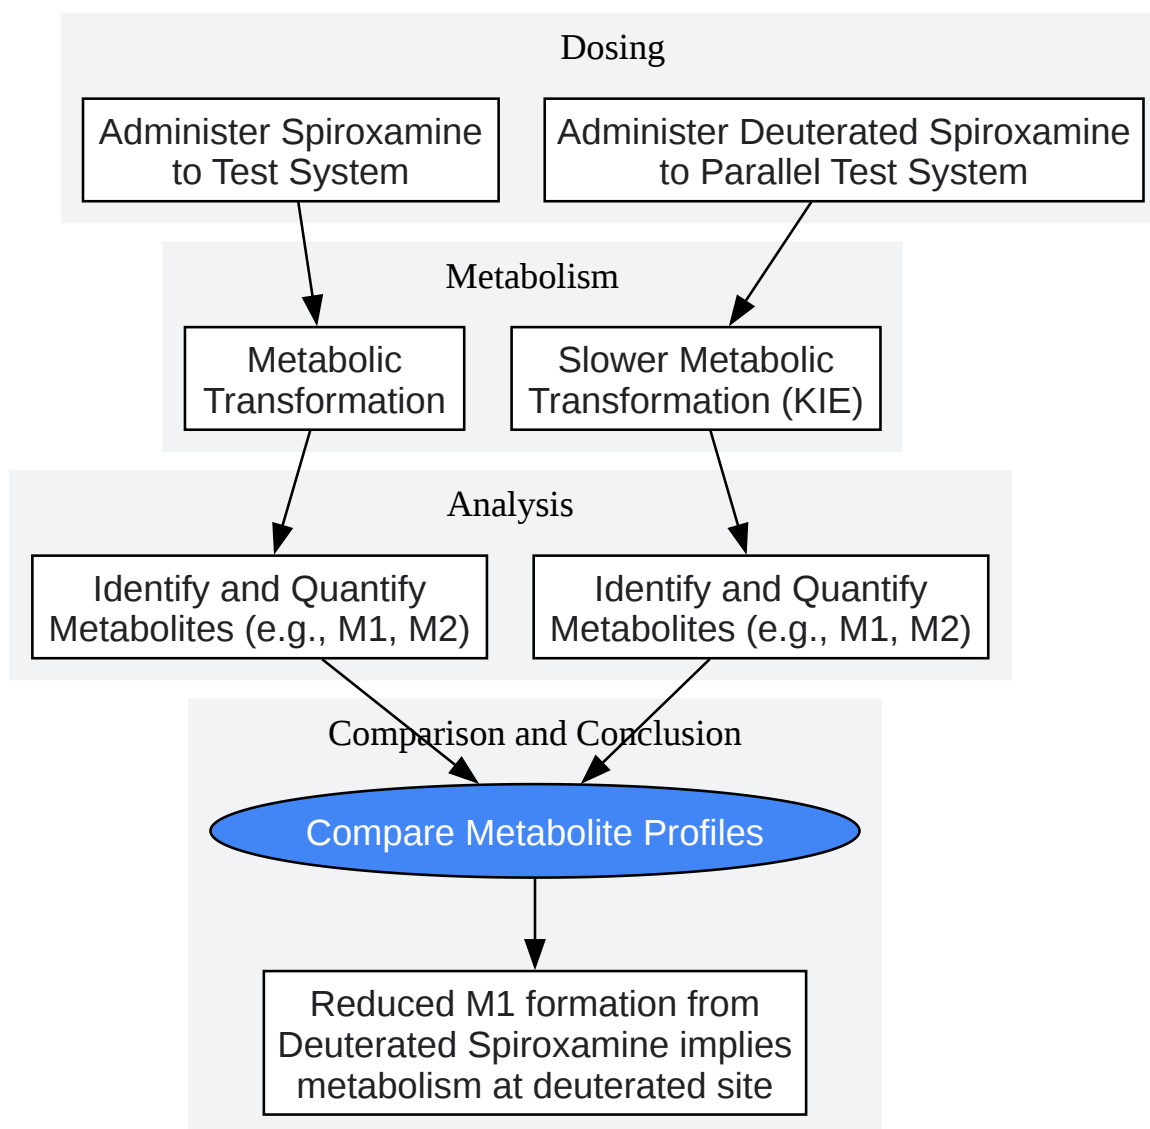 Dosing
Administer Spiroxamine
to Test System
Administer Deuterated Spiroxamine
to Parallel Test System
Metabolism
Metabolic
Transformation
Slower Metabolic
Transformation (KIE)
Analysis
Identify and Quantify
Metabolites (e.g., M1, M2)
Identify and Quantify
Metabolites (e.g., M1, M2)
Comparison and Conclusion
Compare Metabolite Profiles
Reduced M1 formation from
Deuterated Spiroxamine implies
metabolism at deuterated site